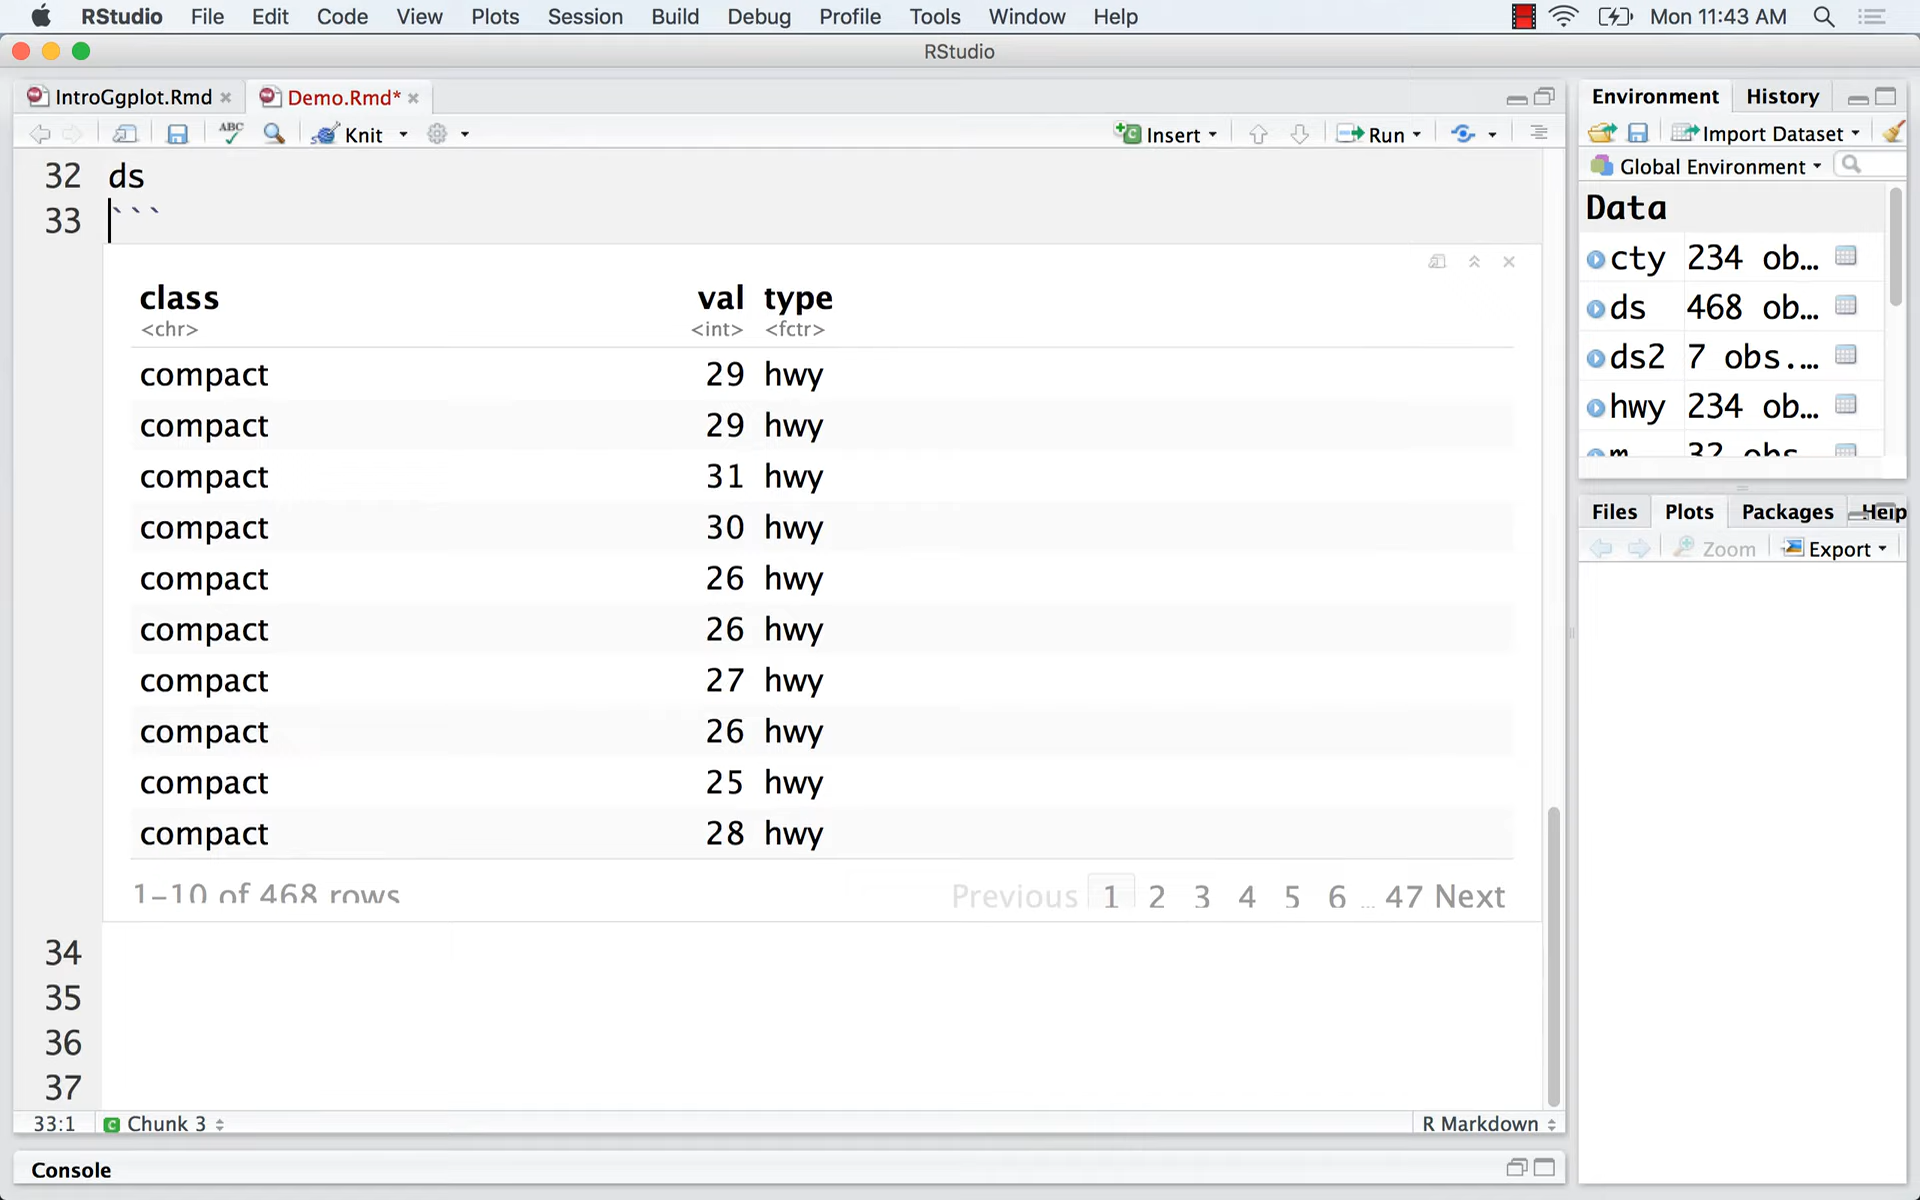 RStudio File Edit Code View Plots Session Build Debug Profile Tools Window Help Mon 11:43 AM
RStudio
IntroGgplot.Rmd Demo.Rmd*
ABC Knit Insert Run
32 ds
33 ```
class val type
<chr> <int> <fctr>
compact 29 hwy
compact 29 hwy
compact 31 hwy
compact 30 hwy
compact 26 hwy
compact 26 hwy
compact 27 hwy
compact 26 hwy
compact 25 hwy
compact 28 hwy
1-10 of 468 rows Previous 1 2 3 4 5 6 ... 47 Next
34
35
36
37
33:1 C Chunk 3 R Markdown
Console
Environment History
Import Dataset
Global Environment
Data
cty 234 ob...
ds 468 ob...
ds2 7 obs....
hwy 234 ob...
m 32 obs
Files Plots Packages Help
Zoom Export